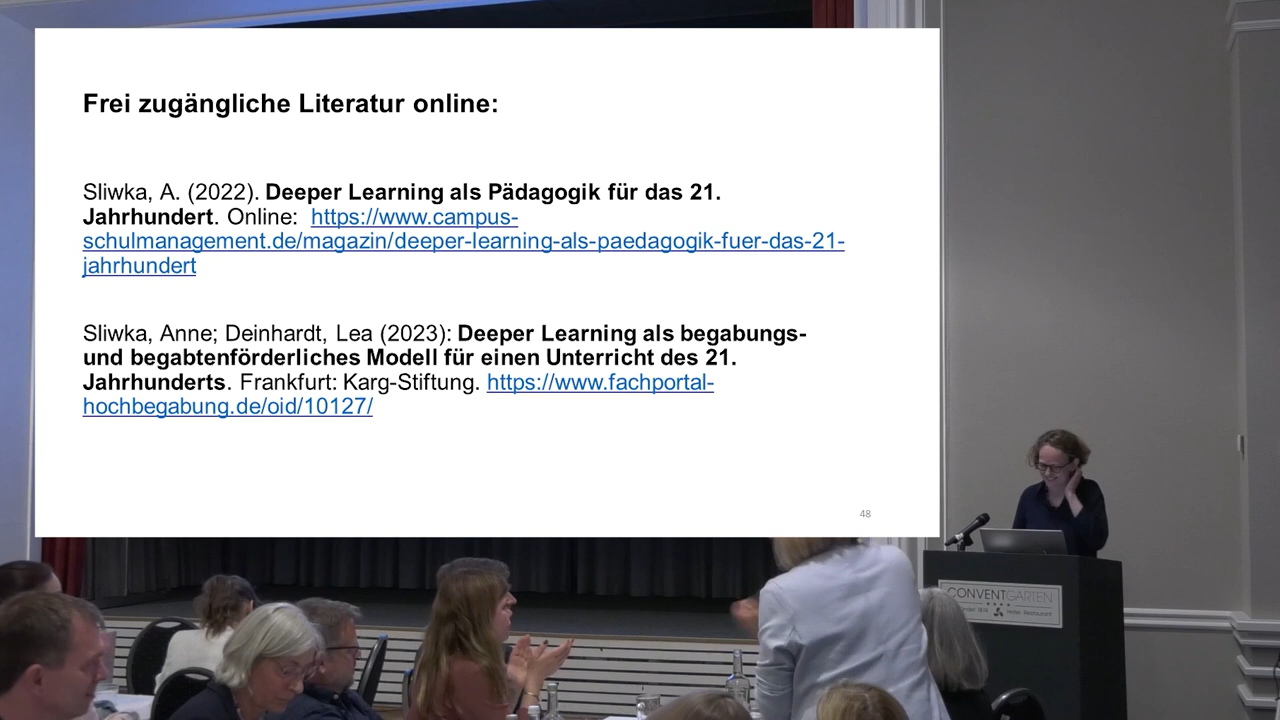 Frei zugängliche Literatur online:
Sliwka, A. (2022). Deeper Learning als Pädagogik für das 21.
Jahrhundert. Online: https://www.campus-
schulmanagement.de/magazin/deeper-learning-als-paedagogik-fuer-das-21-
jahrhundert
Sliwka, Anne; Deinhardt, Lea (2023): Deeper Learning als begabungs-
und begabtenförderliches Modell für einen Unterricht des 21.
Jahrhunderts. Frankfurt: Karg-Stiftung. https://www.fachportal-
hochbegabung.de/oid/10127/
48
CONVENTGARTEN
Hotel Restaurant